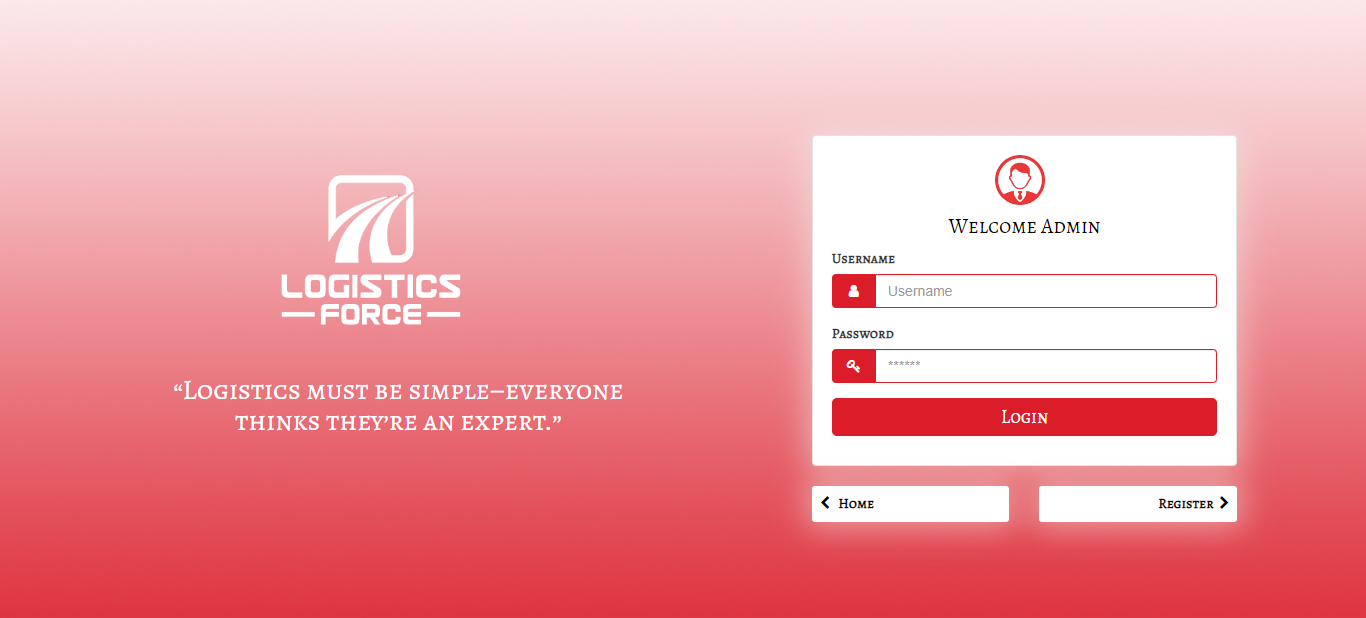 LOGISTICS
FORCE
“Logistics must be simple–everyone
thinks they’re an expert.”
Welcome Admin
Username
Username
Password
******
Login
Home
Register